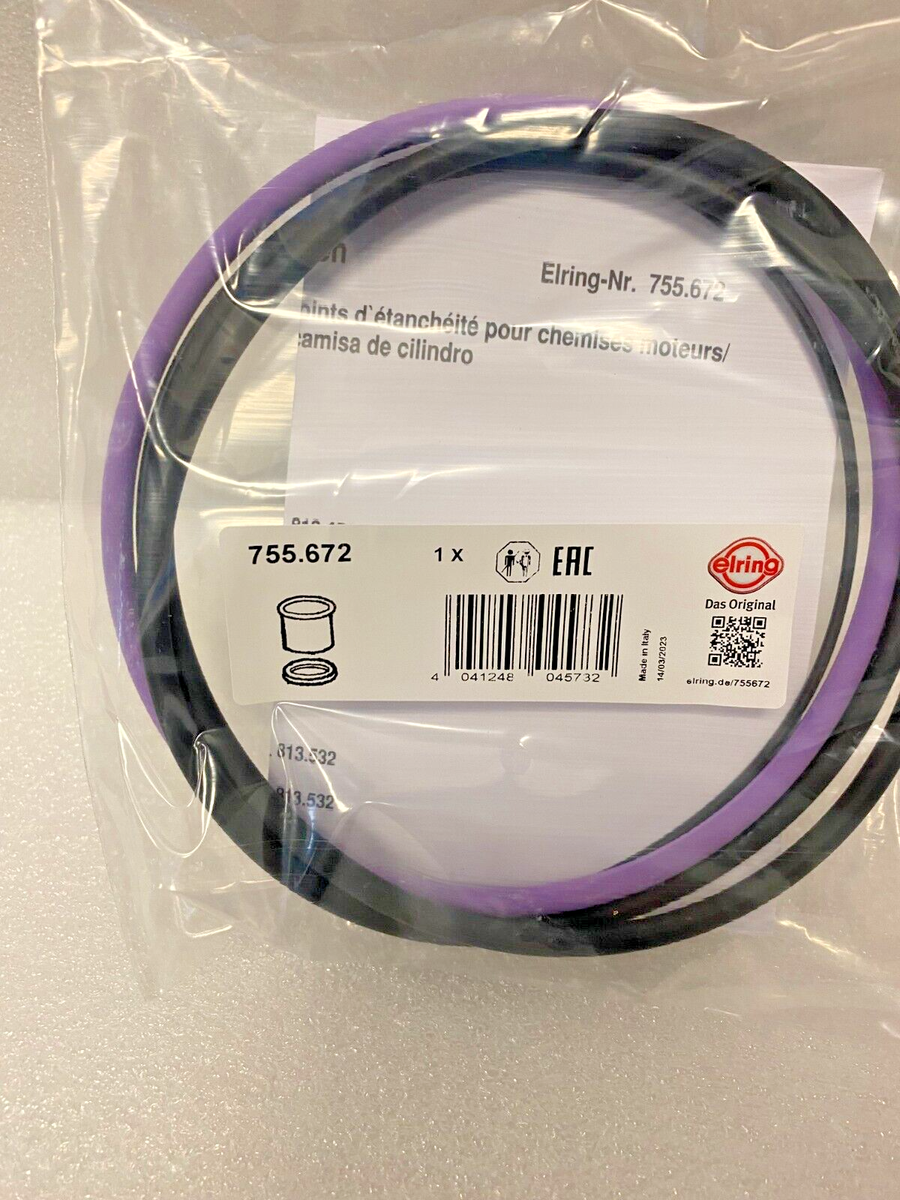 Elring-Nr. 755.672
d`étanchéité pour chemises moteurs/
camisa de cilindro
755.672
1 X
EAC
elring
Das Original
4 041248 045732
Made in Italy
14/03/2023
elring.de/755672
813.532
813.532